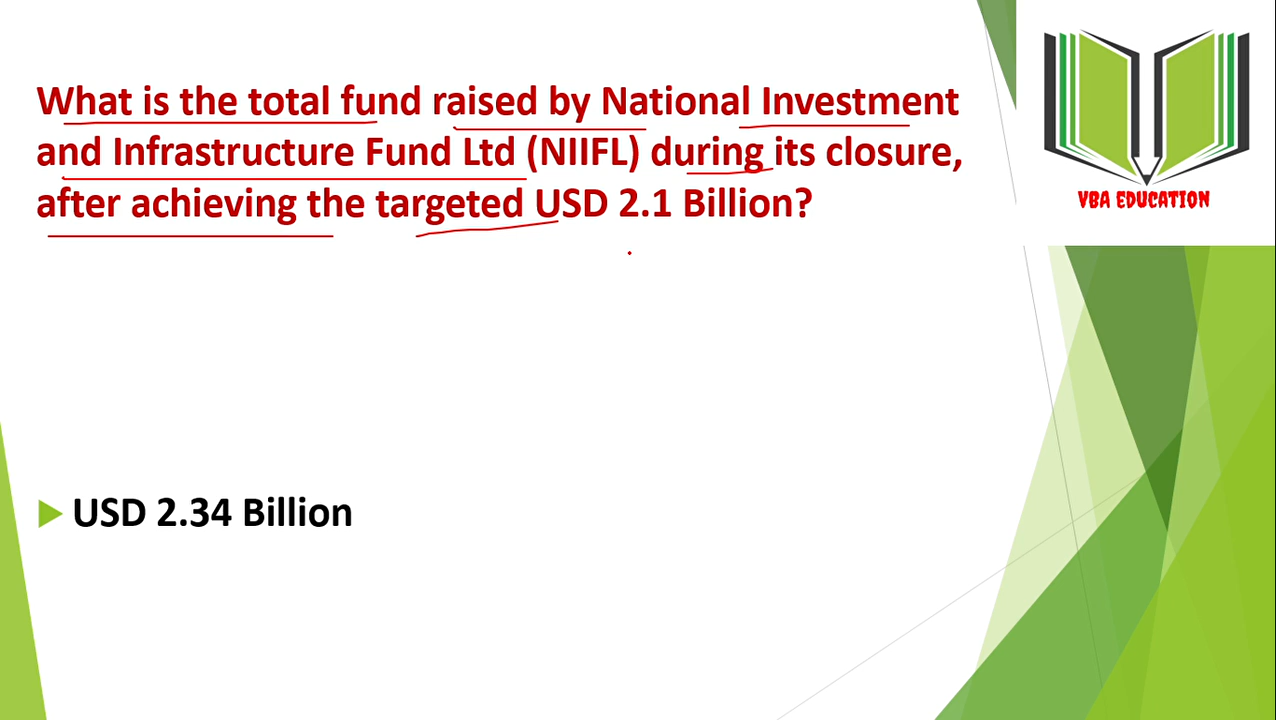 What is the total fund raised by National Investment
and Infrastructure Fund Ltd (NIIFL) during its closure,
after achieving the targeted USD 2.1 Billion?
VBA EDUCATION
USD 2.34 Billion